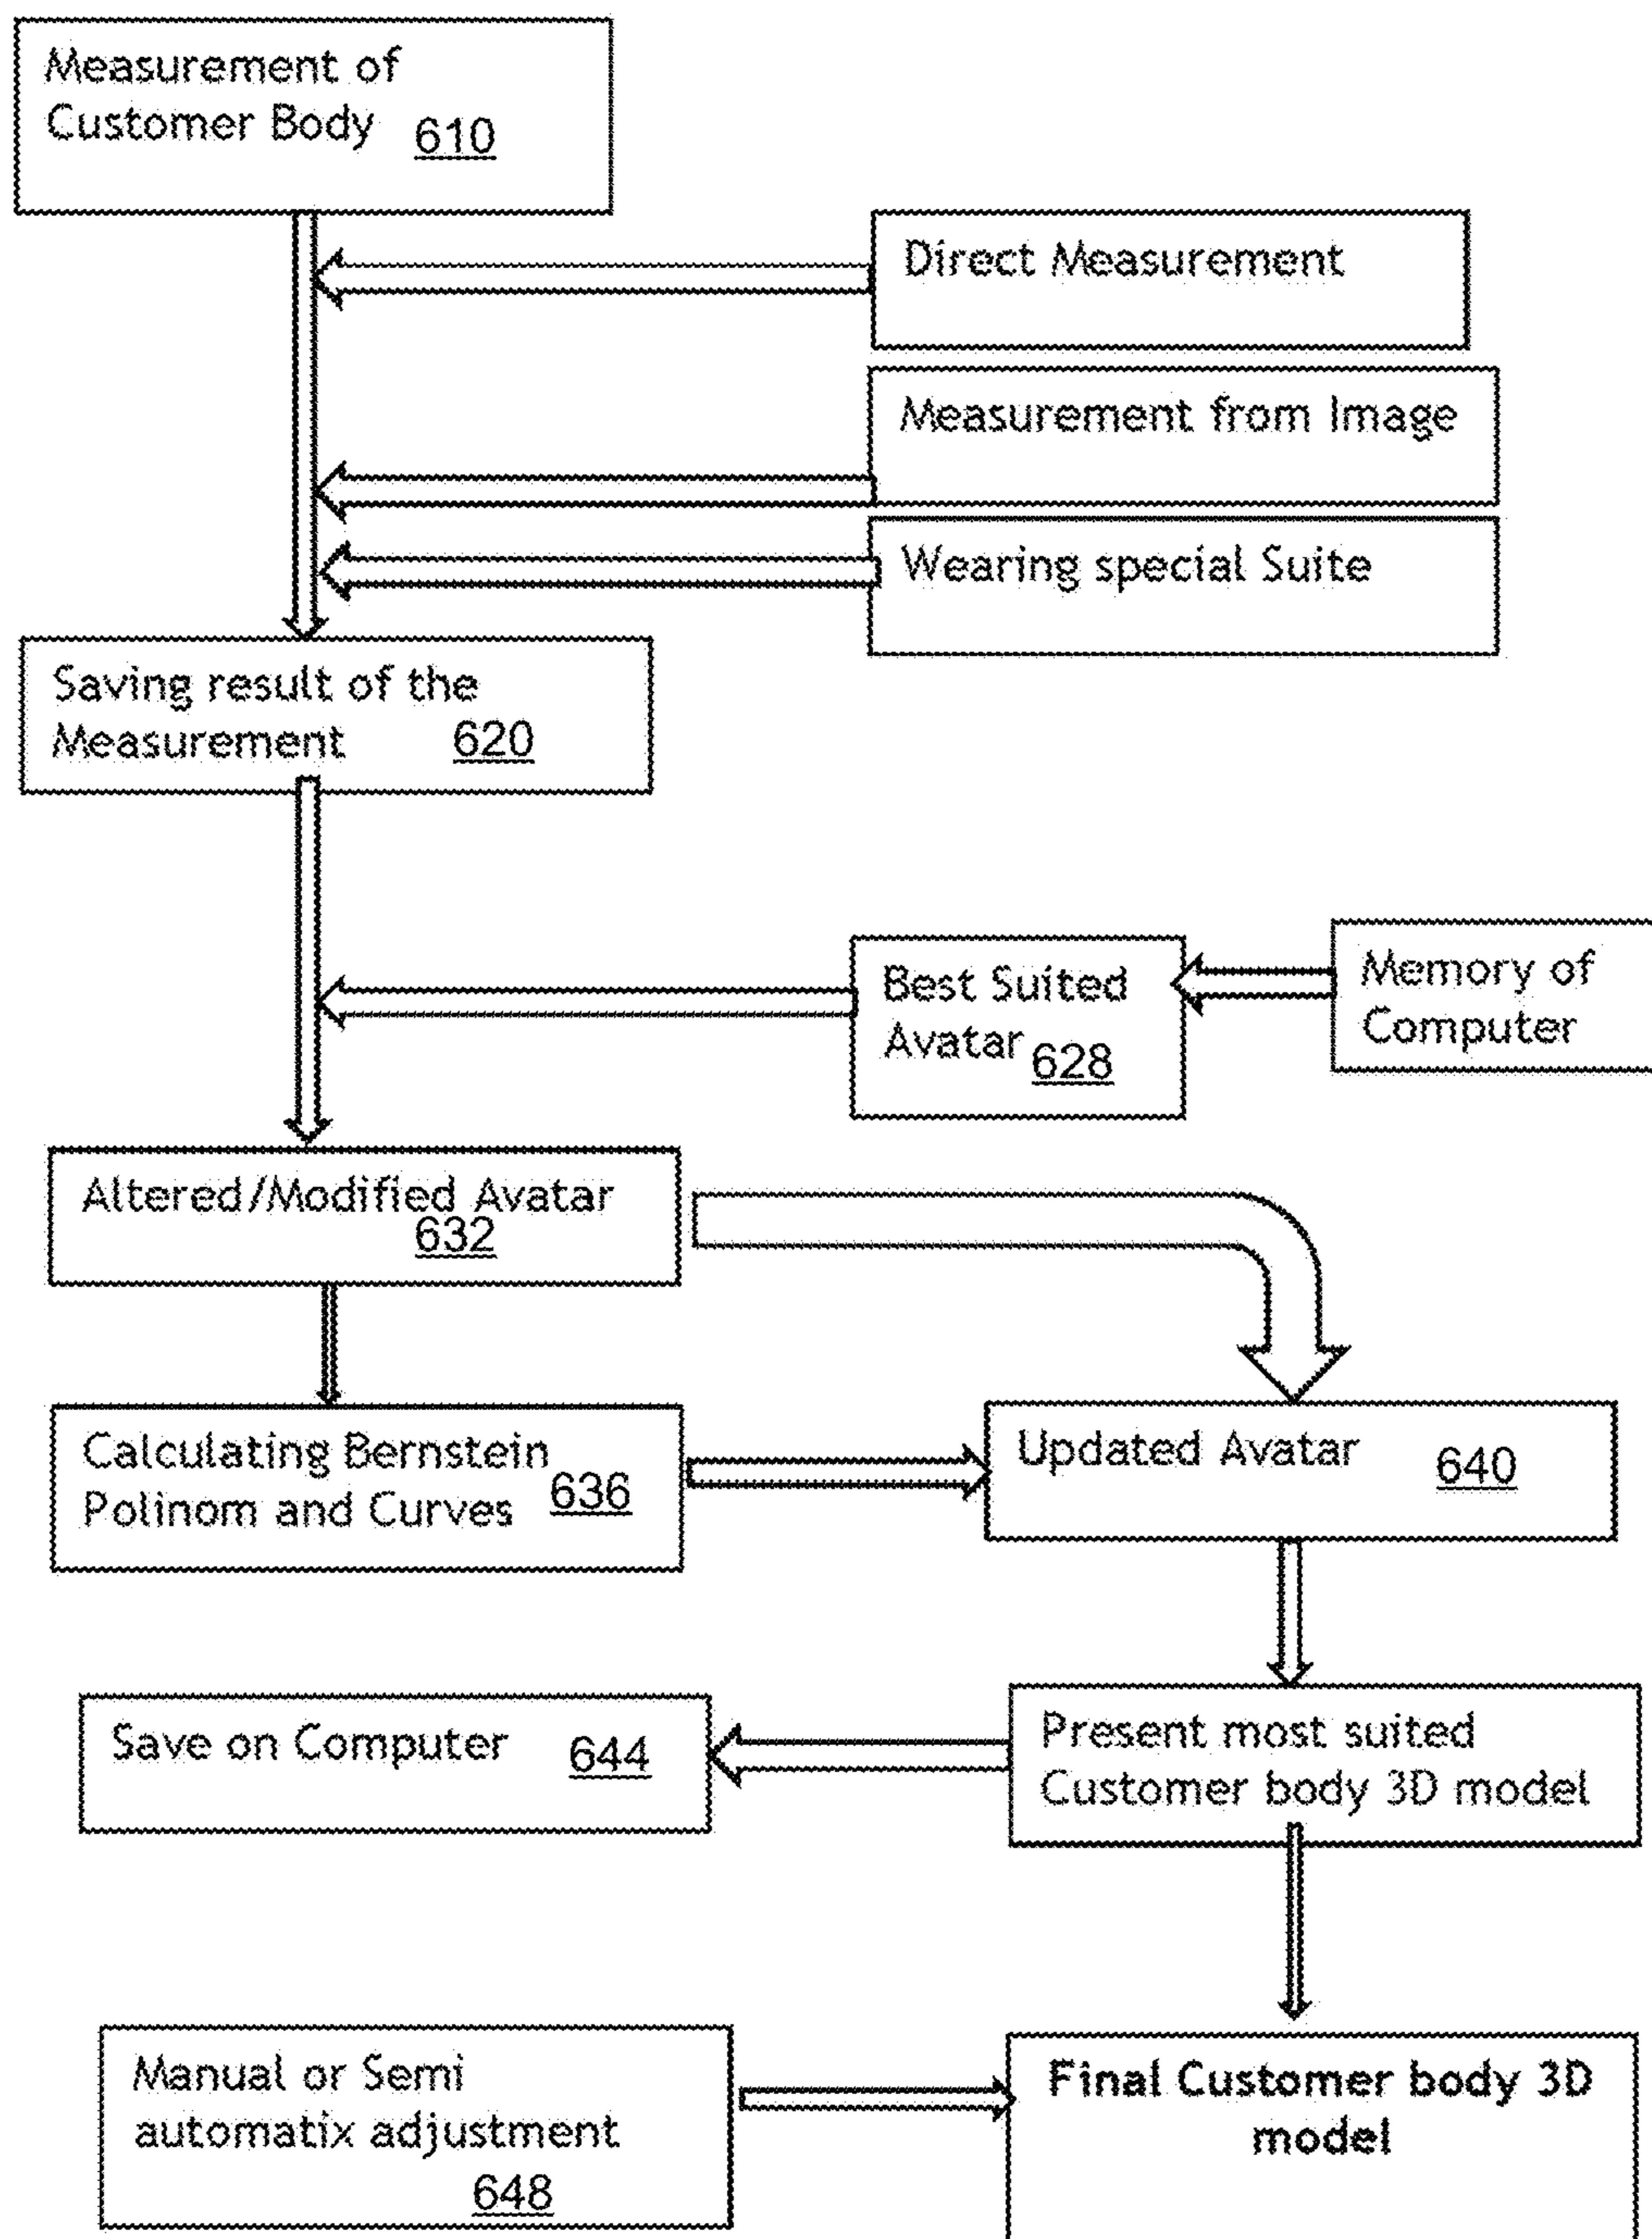 Measurement of
Customer Body 610
Direct Measurement
Measurement from Image
Wearing special Suite
Saving result of the
Measurement 620
Best Suited
Avatar 628
Memory of
Computer
Altered/Modified Avatar
632
Calculating Bernstein
Polinom and Curves 636
Updated Avatar 640
Save on Computer 644
Present most suited
Customer body 3D model
Manual or Semi
automatix adjustment
648
Final Customer body 3D
model